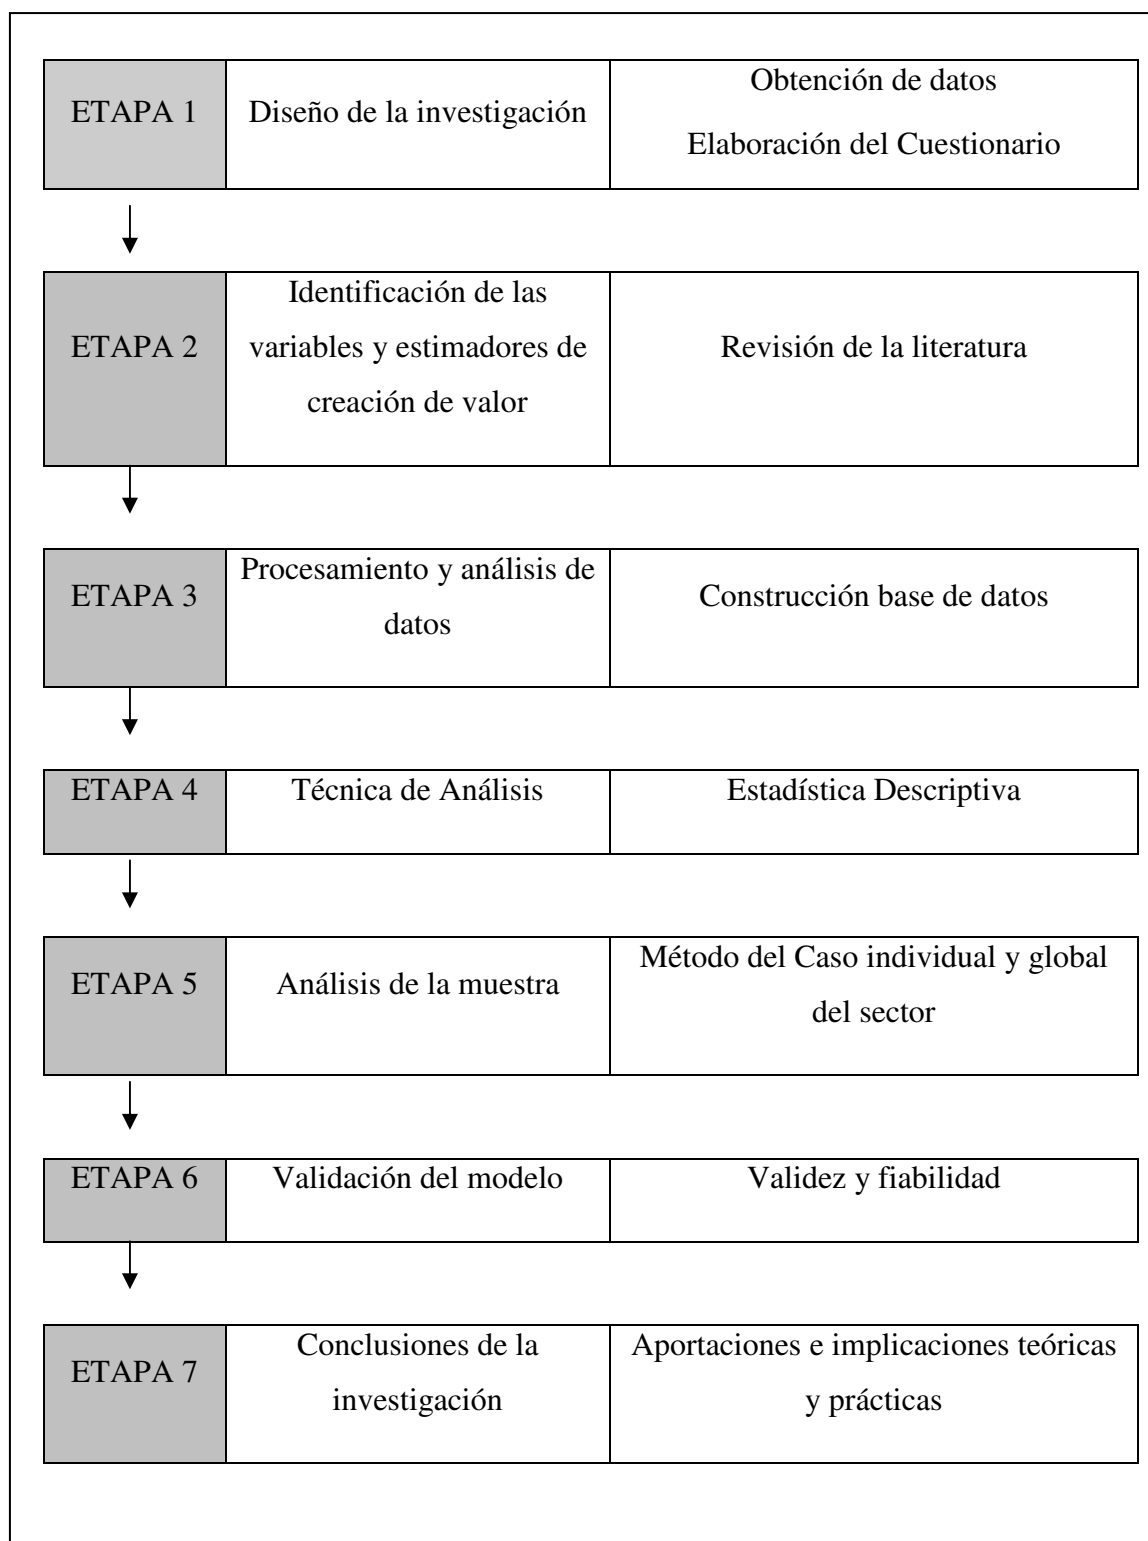 ETAPA 1
Diseño de la investigación
Obtención de datos
Elaboración del Cuestionario
ETAPA 2
Identificación de las
variables y estimadores de
creación de valor
Revisión de la literatura
ETAPA 3
Procesamiento y análisis de
datos
Construcción base de datos
ETAPA 4
Técnica de Análisis
Estadística Descriptiva
ETAPA 5
Análisis de la muestra
Método del Caso individual y global
del sector
ETAPA 6
Validación del modelo
Validez y fiabilidad
ETAPA 7
Conclusiones de la
investigación
Aportaciones e implicaciones teóricas
y prácticas